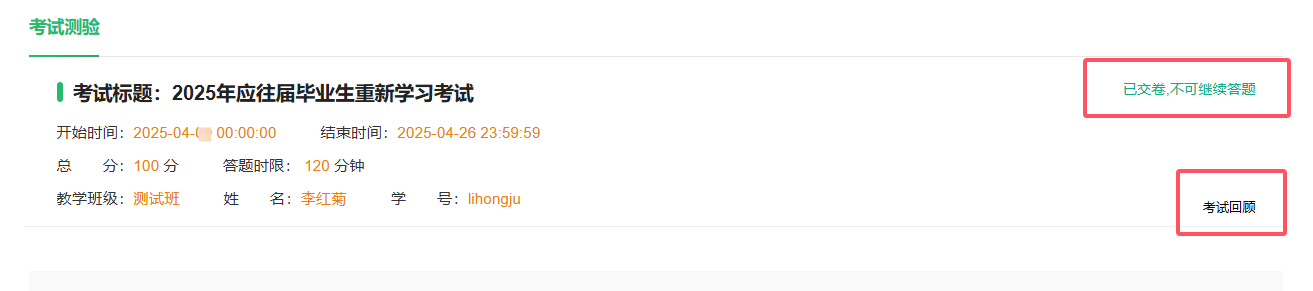 考试测验
考试标题：2025年应往届毕业生重新学习考试
已交卷,不可继续答题
开始时间：2025-04-0 00:00:00 结束时间：2025-04-26 23:59:59
总 分：100 分 答题时限： 120 分钟
教学班级：测试班 姓 名：李红菊 学 号：lihongju
考试回顾